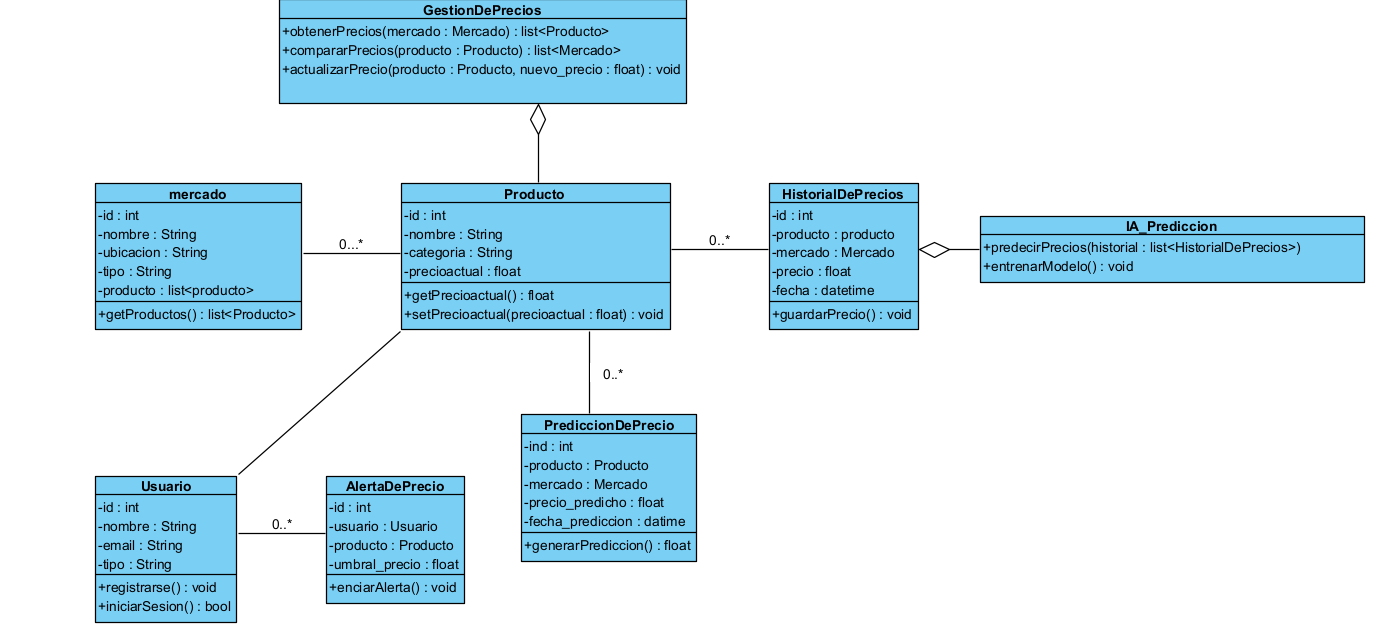 GestionDePrecios
+obtenerPrecios(mercado : Mercado) : list<Producto>
+compararPrecios(producto : Producto) : list<Mercado>
+actualizarPrecio(producto : Producto, nuevo_precio : float) : void
mercado
-id : int
-nombre : String
-ubicacion : String
-tipo : String
-producto : list<producto>
+getProductos() : list<Producto>
0...*
Producto
-id : int
-nombre : String
-categoria : String
-precioactual : float
+getPrecioactual() : float
+setPrecioactual(precioactual : float) : void
0..*
HistorialDePrecios
-id : int
-producto : producto
-mercado : Mercado
-precio : float
-fecha : datetime
+guardarPrecio() : void
IA_Prediccion
+predecirPrecios(historial : list<HistorialDePrecios>)
+entrenarModelo() : void
0..*
PrediccionDePrecio
-ind : int
-producto : Producto
-mercado : Mercado
-precio_predicho : float
-fecha_prediccion : datime
+generarPrediccion() : float
Usuario
-id : int
-nombre : String
-email : String
-tipo : String
+registrarse() : void
+iniciarSesion() : bool
0..*
AlertaDePrecio
-id : int
-usuario : Usuario
-producto : Producto
-umbral_precio : float
+enciarAlerta() : void